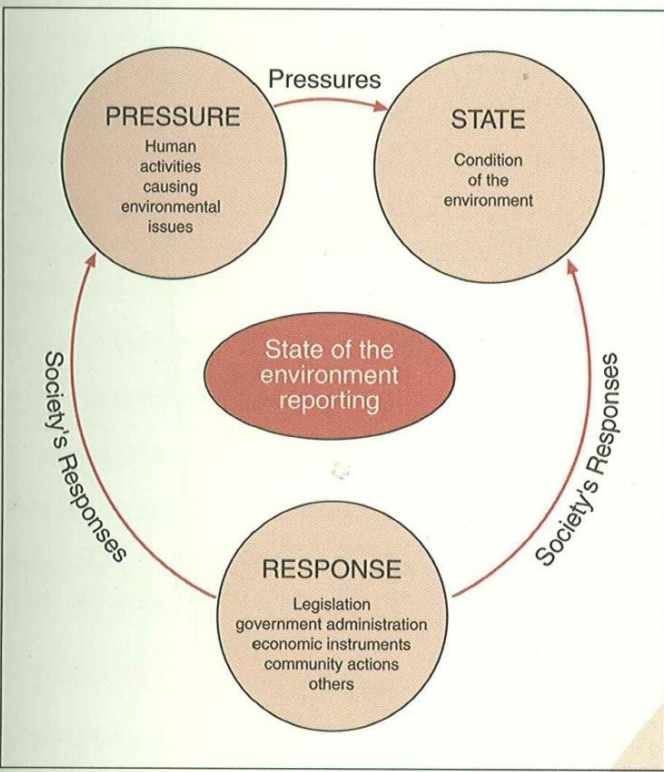 Pressures
PRESSURE
Human
activities
causing
environmental
issues
STATE
Condition
of the
environment
State of the
environment
reporting
Society's Responses
Society's Responses
RESPONSE
Legislation
government administration
economic instruments
community actions
others